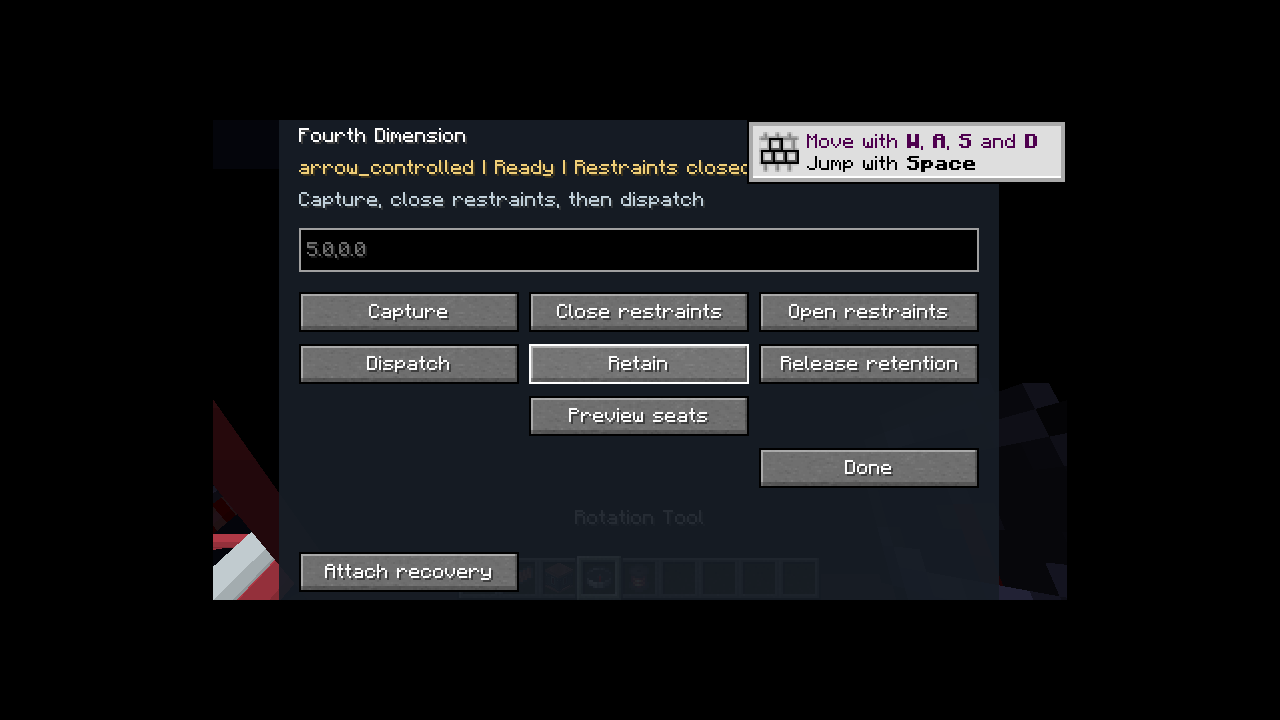 Fourth Dimension
Move with W, A, S and D
arrow_controlled | Ready | Restraints closed
Jump with Space
Capture, close restraints, then dispatch
5.0,0.0
Capture
Close restraints
Open restraints
Dispatch
Retain
Release retention
Preview seats
Done
Rotation Tool
Attach recovery